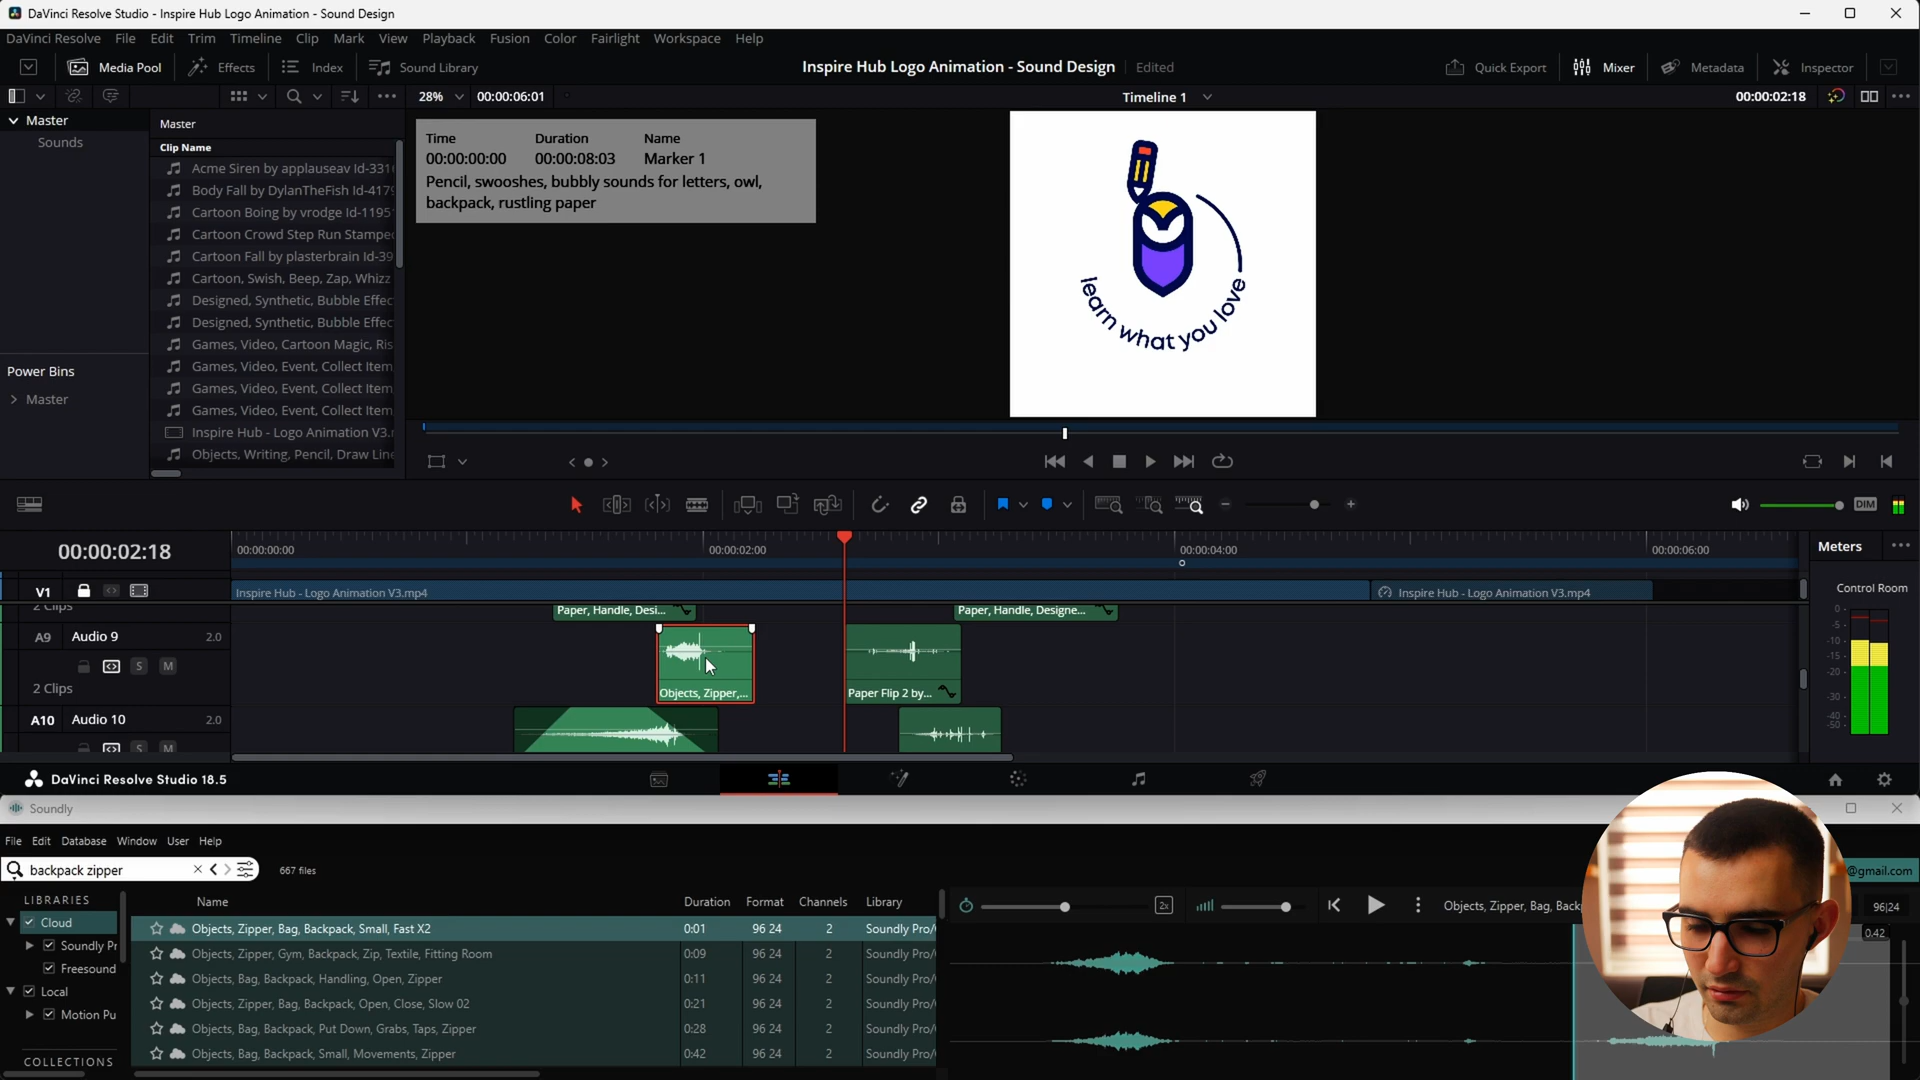 DaVinci Resolve Studio - Inspire Hub Logo Animation - Sound Design
DaVinci Resolve File Edit Trim Timeline Clip Mark View Playback Fusion Color Fairlight Workspace Help
Media Pool Effects Index Sound Library Inspire Hub Logo Animation - Sound Design Edited Quick Export Mixer Metadata Inspector
28% 00:00:06:01 Timeline 1 00:00:02:18
Master
Sounds
Power Bins
Master
Master
Clip Name
Acme Siren by applauseav Id-331
Body Fall by DylanTheFish Id-417
Cartoon Boing by vrodge Id-1195
Cartoon Crowd Step Run Stampe
Cartoon Fall by plasterbrain Id-39
Cartoon, Swish, Beep, Zap, Whizz
Designed, Synthetic, Bubble Effec
Designed, Synthetic, Bubble Effec
Games, Video, Cartoon Magic, Ris
Games, Video, Event, Collect Item
Games, Video, Event, Collect Item
Games, Video, Event, Collect Item
Inspire Hub - Logo Animation V3.
Objects, Writing, Pencil, Draw Line
Time Duration Name
00:00:00:00 00:00:08:03 Marker 1
Pencil, swooshes, bubbly sounds for letters, owl,
backpack, rustling paper
learn what you love
DIM
00:00:02:18
00:00:00:00 00:00:02:00 00:00:04:00 00:00:06:00
V1 Inspire Hub - Logo Animation V3.mp4 Inspire Hub - Logo Animation V3.mp4
2 Clips Paper, Handle, Desi... Paper, Handle, Designe...
A9 Audio 9 2.0
S M
2 Clips Objects, Zipper,... Paper Flip 2 by...
A10 Audio 10 2.0
S M
Meters
Control Room
0
-5
-10
-15
-20
-30
-40
-50
DaVinci Resolve Studio 18.5
Soundly
File Edit Database Window User Help
backpack zipper 667 files
LIBRARIES
Cloud
Soundly Pr
Freesound
Local
Motion Pu
COLLECTIONS
Name Duration Format Channels Library
Objects, Zipper, Bag, Backpack, Small, Fast X2 0:01 96 24 2 Soundly Pro/
Objects, Zipper, Gym, Backpack, Zip, Textile, Fitting Room 0:09 96 24 2 Soundly Pro/
Objects, Bag, Backpack, Handling, Open, Zipper 0:11 96 24 2 Soundly Pro/
Objects, Zipper, Bag, Backpack, Open, Close, Slow 02 0:21 96 24 2 Soundly Pro/
Objects, Bag, Backpack, Put Down, Grabs, Taps, Zipper 0:28 96 24 2 Soundly Pro/
Objects, Bag, Backpack, Small, Movements, Zipper 0:42 96 24 2 Soundly Pro/
2x Objects, Zipper, Bag, Back
@gmail.com
96|24
0.42